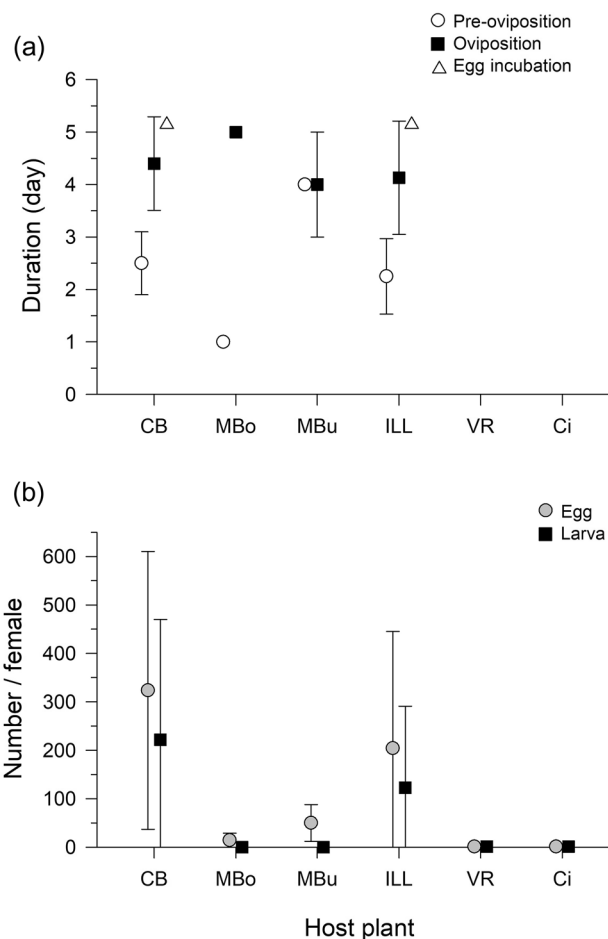 (a)
Pre-oviposition
Oviposition
Egg incubation
Duration (day)
6
5
4
3
2
1
0
CB MBo MBu ILL VR Ci
(b)
Egg
Larva
Number / female
600
500
400
300
200
100
0
CB MBo MBu ILL VR Ci
Host plant